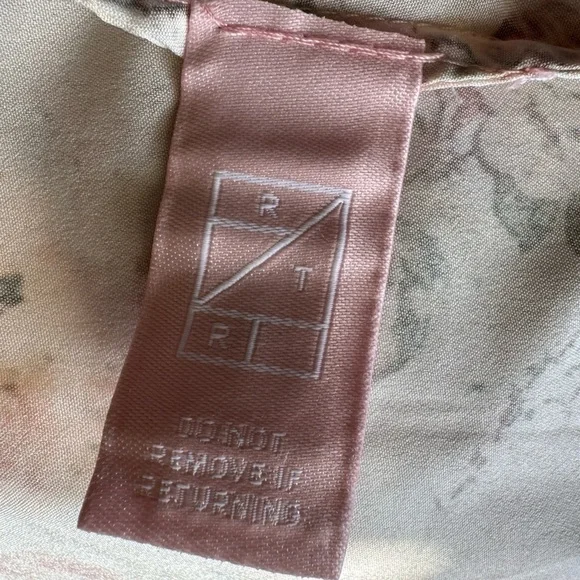 R
T
R
DO NOT
REMOVE IF
RETURNING